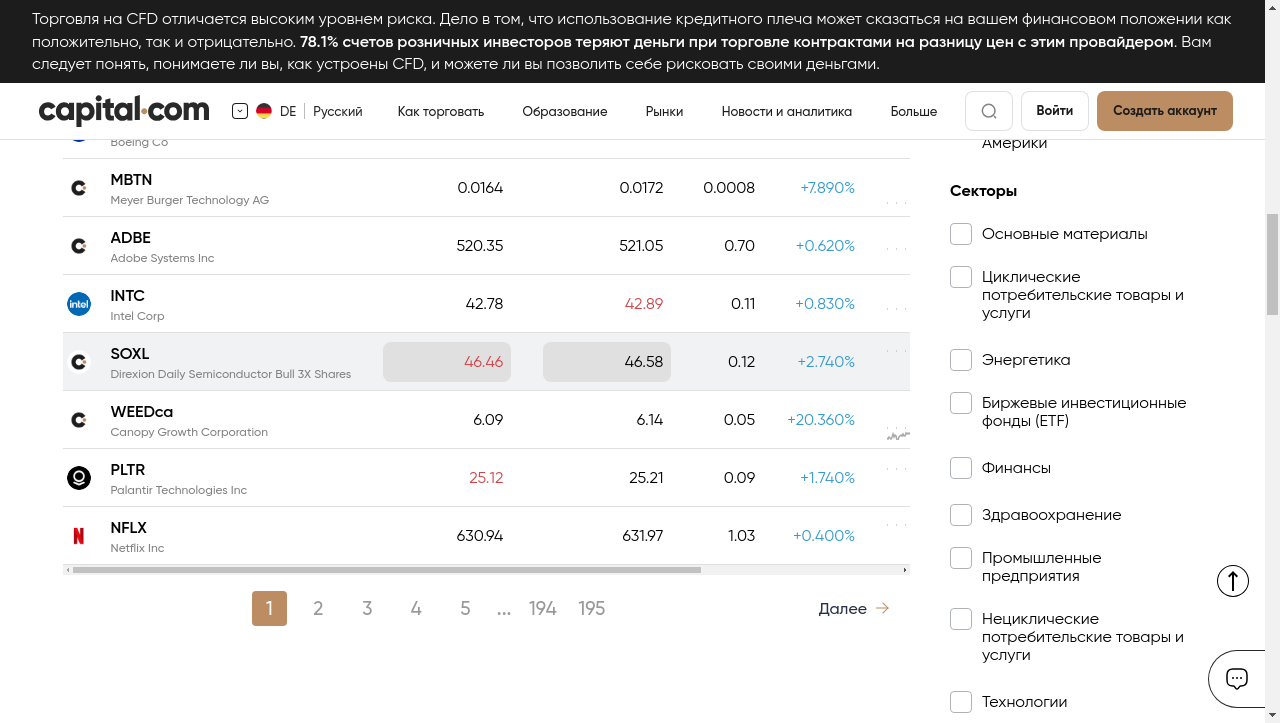 Торговля на CFD отличается высоким уровнем риска. Дело в том, что использование кредитного плеча может сказаться на вашем финансовом положении как
положительно, так и отрицательно. 78.1% счетов розничных инвесторов теряют деньги при торговле контрактами на разницу цен с этим провайдером. Вам
следует понять, понимаете ли вы, как устроены CFD, и можете ли вы позволить себе рисковать своими деньгами.
capital.com DE Русский Как торговать Образование Рынки Новости и аналитика Больше Войти Создать аккаунт
Boeing Co
MBTN 0.0164 0.0172 0.0008 +7.890%
Meyer Burger Technology AG
ADBE 520.35 521.05 0.70 +0.620%
Adobe Systems Inc
intel INTC 42.78 42.89 0.11 +0.830%
Intel Corp
SOXL 46.46 46.58 0.12 +2.740%
Direxion Daily Semiconductor Bull 3X Shares
WEEDca 6.09 6.14 0.05 +20.360%
Canopy Growth Corporation
PLTR 25.12 25.21 0.09 +1.740%
Palantir Technologies Inc
NFLX 630.94 631.97 1.03 +0.400%
Netflix Inc
1 2 3 4 5 ... 194 195 Далее
Америки
Секторы
Основные материалы
Циклические
потребительские товары и
услуги
Энергетика
Биржевые инвестиционные
фонды (ETF)
Финансы
Здравоохранение
Промышленные
предприятия
Нециклические
потребительские товары и
услуги
Технологии